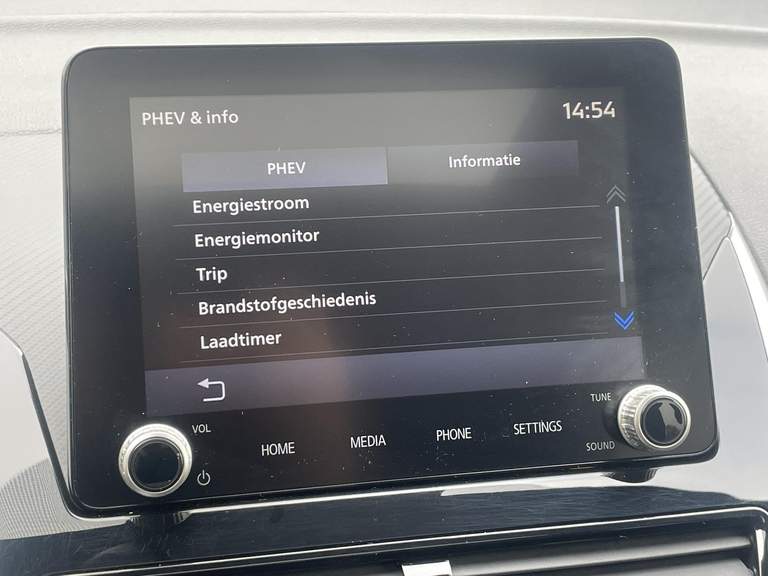 PHEV & info 14:54
PHEV Informatie
Energiestroom
Energiemonitor
Trip
Brandstofgeschiedenis
Laadtimer
VOL HOME MEDIA PHONE SETTINGS TUNE
SOUND